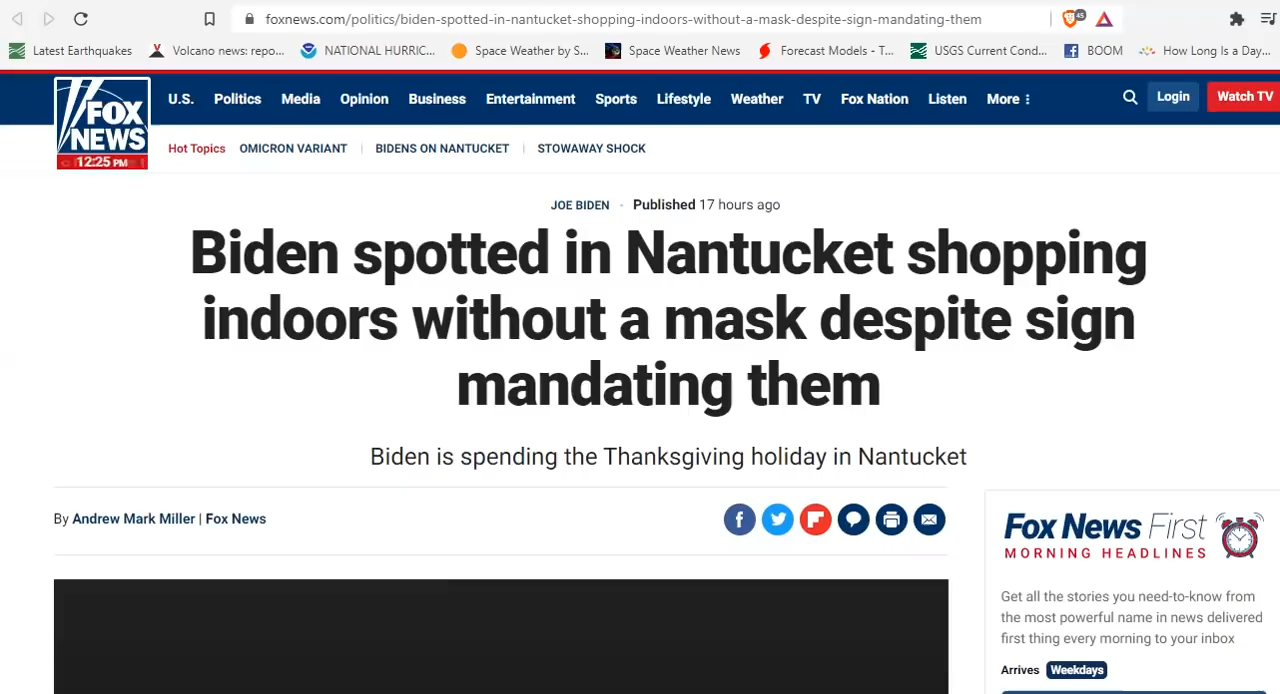 foxnews.com/politics/biden-spotted-in-nantucket-shopping-indoors-without-a-mask-despite-sign-mandating-them
45
Latest Earthquakes
Volcano news: repo...
NATIONAL HURRIC...
Space Weather by S...
Space Weather News
Forecast Models - T...
USGS Current Cond...
BOOM
How Long Is a Day...
FOX NEWS
12:25 PM
U.S. Politics Media Opinion Business Entertainment Sports Lifestyle Weather TV Fox Nation Listen More
Login
Watch TV
Hot Topics OMICRON VARIANT BIDENS ON NANTUCKET STOWAWAY SHOCK
JOE BIDEN · Published 17 hours ago
Biden spotted in Nantucket shopping
indoors without a mask despite sign
mandating them
Biden is spending the Thanksgiving holiday in Nantucket
By Andrew Mark Miller | Fox News
Fox News First
MORNING HEADLINES
Get all the stories you need-to-know from
the most powerful name in news delivered
first thing every morning to your inbox
Arrives Weekdays